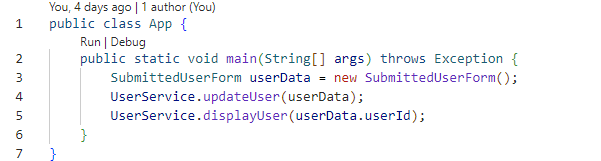 You, 4 days ago | 1 author (You)
1 public class App {
Run | Debug
2 public static void main(String[] args) throws Exception {
3 SubmittedUserForm userData = new SubmittedUserForm();
4 UserService.updateUser(userData);
5 UserService.displayUser(userData.userId);
6 }
7 }